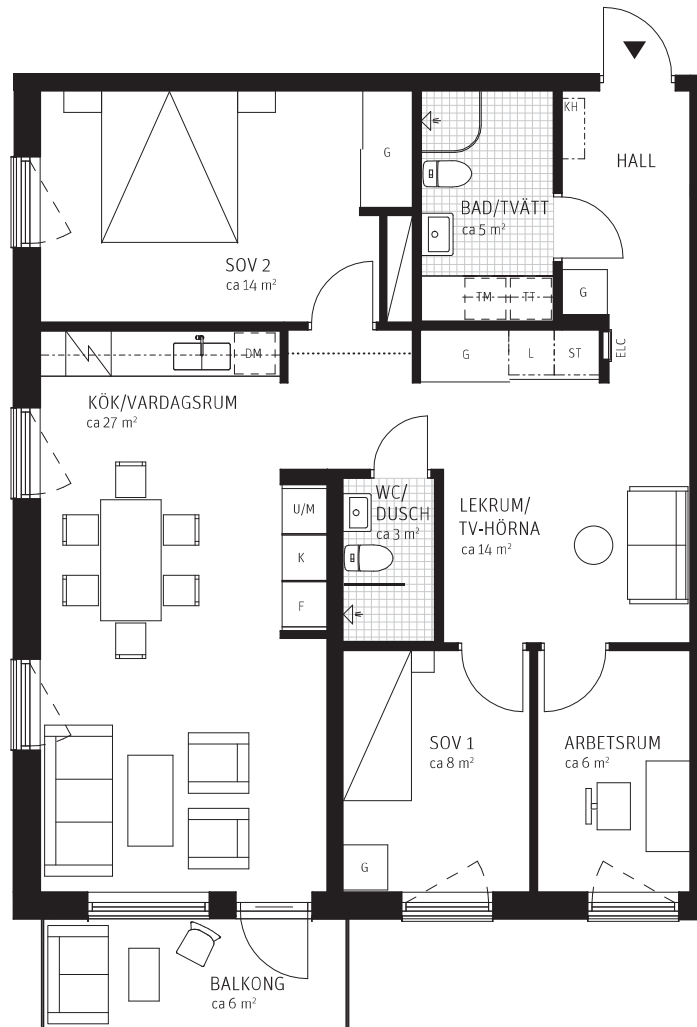 KH
HALL
G
BAD/TVÄTT
ca 5 m²
SOV 2
ca 14 m²
TM
TT
G
DM
G
L
ST
ELC
KÖK/VARDAGSRUM
ca 27 m²
U/M
K
F
WC/
DUSCH
ca 3 m²
LEKRUM/
TV-HÖRNA
ca 14 m²
SOV 1
ca 8 m²
ARBETSRUM
ca 6 m²
G
BALKONG
ca 6 m²